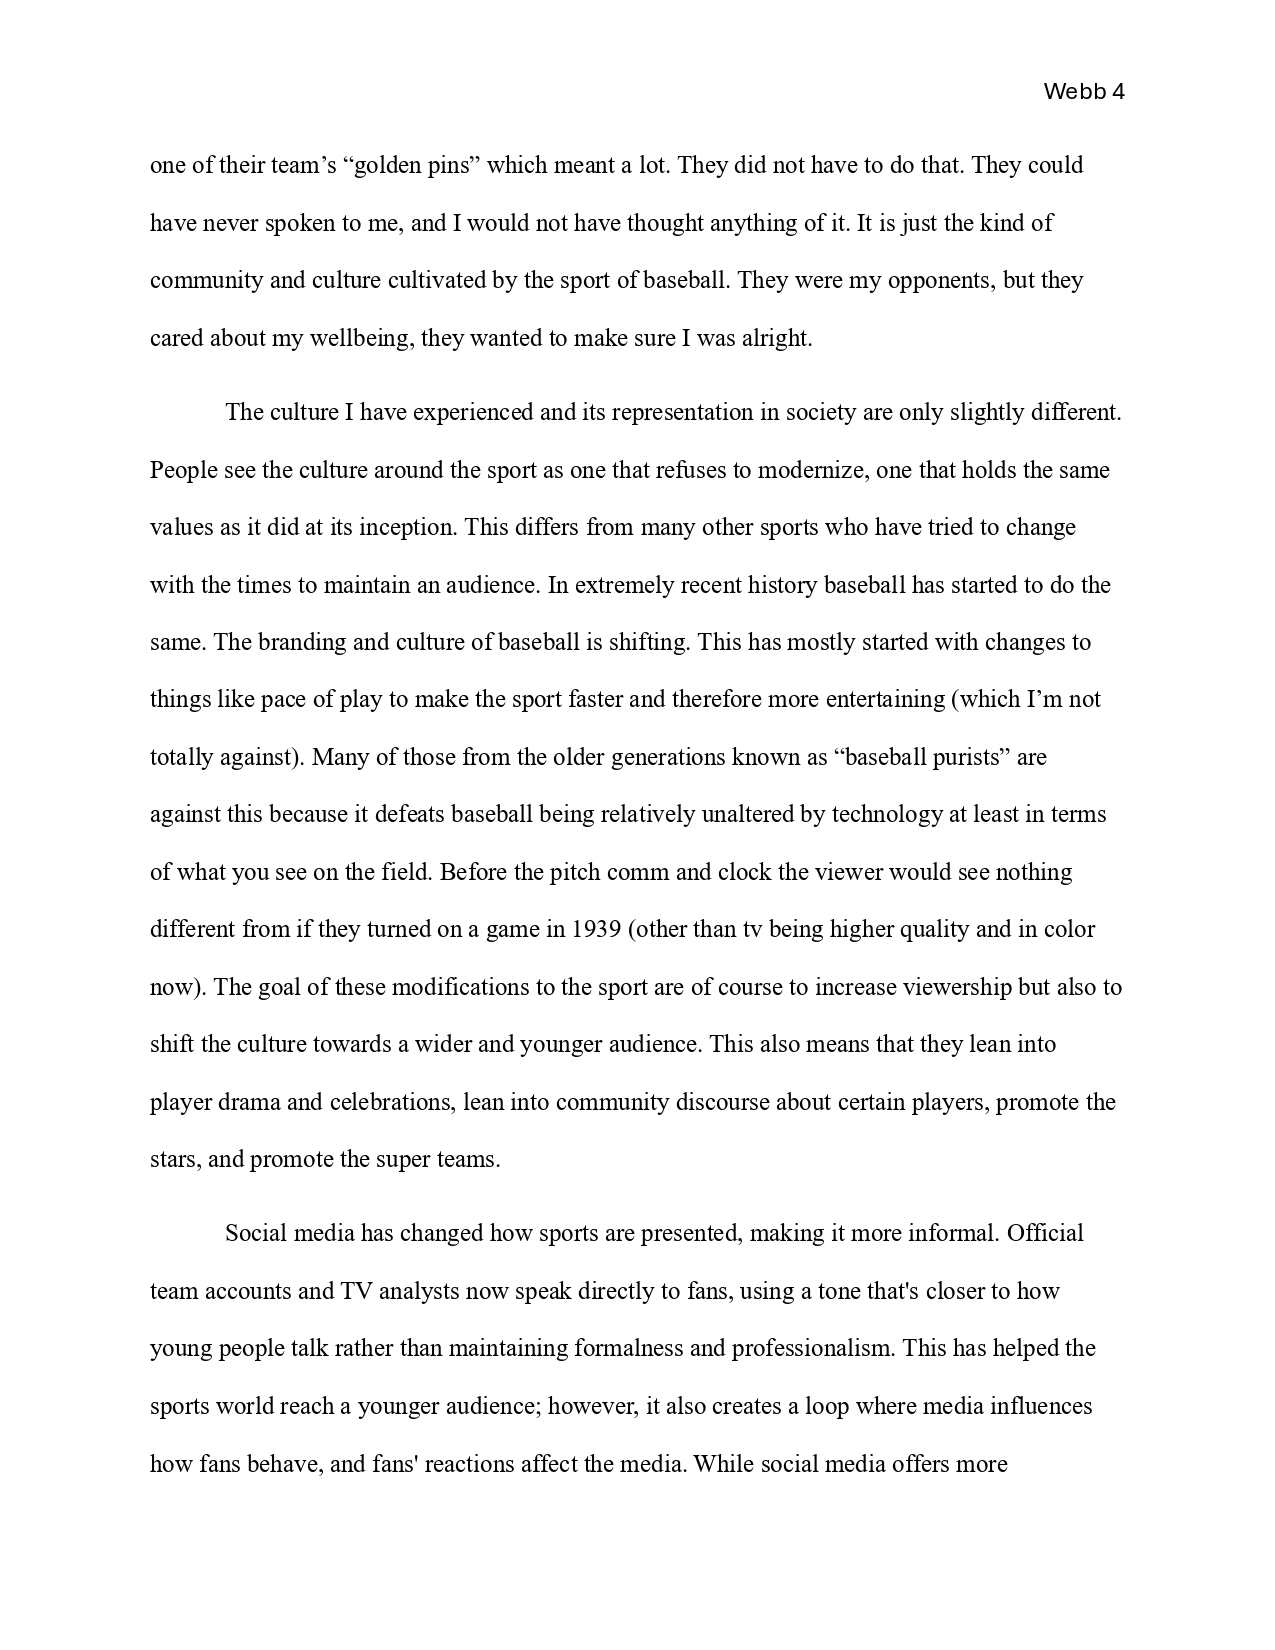 Webb 4
one of their team’s “golden pins” which meant a lot. They did not have to do that. They could
have never spoken to me, and I would not have thought anything of it. It is just the kind of
community and culture cultivated by the sport of baseball. They were my opponents, but they
cared about my wellbeing, they wanted to make sure I was alright.
The culture I have experienced and its representation in society are only slightly different.
People see the culture around the sport as one that refuses to modernize, one that holds the same
values as it did at its inception. This differs from many other sports who have tried to change
with the times to maintain an audience. In extremely recent history baseball has started to do the
same. The branding and culture of baseball is shifting. This has mostly started with changes to
things like pace of play to make the sport faster and therefore more entertaining (which I’m not
totally against). Many of those from the older generations known as “baseball purists” are
against this because it defeats baseball being relatively unaltered by technology at least in terms
of what you see on the field. Before the pitch comm and clock the viewer would see nothing
different from if they turned on a game in 1939 (other than tv being higher quality and in color
now). The goal of these modifications to the sport are of course to increase viewership but also to
shift the culture towards a wider and younger audience. This also means that they lean into
player drama and celebrations, lean into community discourse about certain players, promote the
stars, and promote the super teams.
Social media has changed how sports are presented, making it more informal. Official
team accounts and TV analysts now speak directly to fans, using a tone that's closer to how
young people talk rather than maintaining formalness and professionalism. This has helped the
sports world reach a younger audience; however, it also creates a loop where media influences
how fans behave, and fans' reactions affect the media. While social media offers more